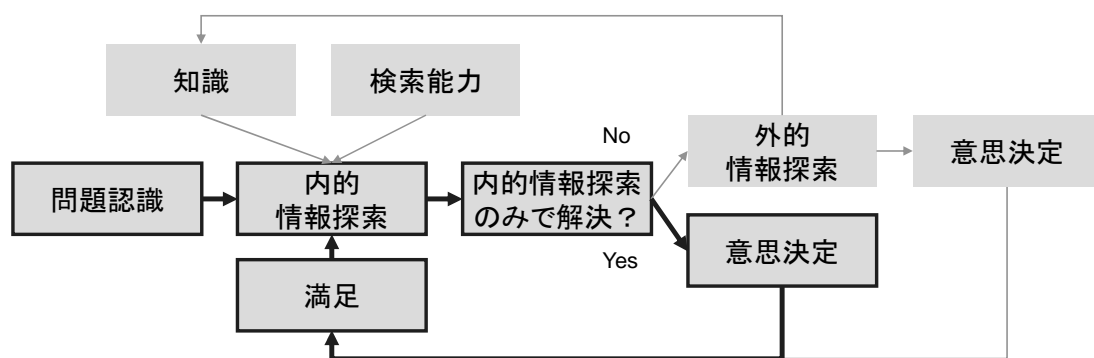 知識
検索能力
No
外的
情報探索
意思決定
問題認識
内的
情報探索
内的情報探索
のみで解決？
Yes
意思決定
満足